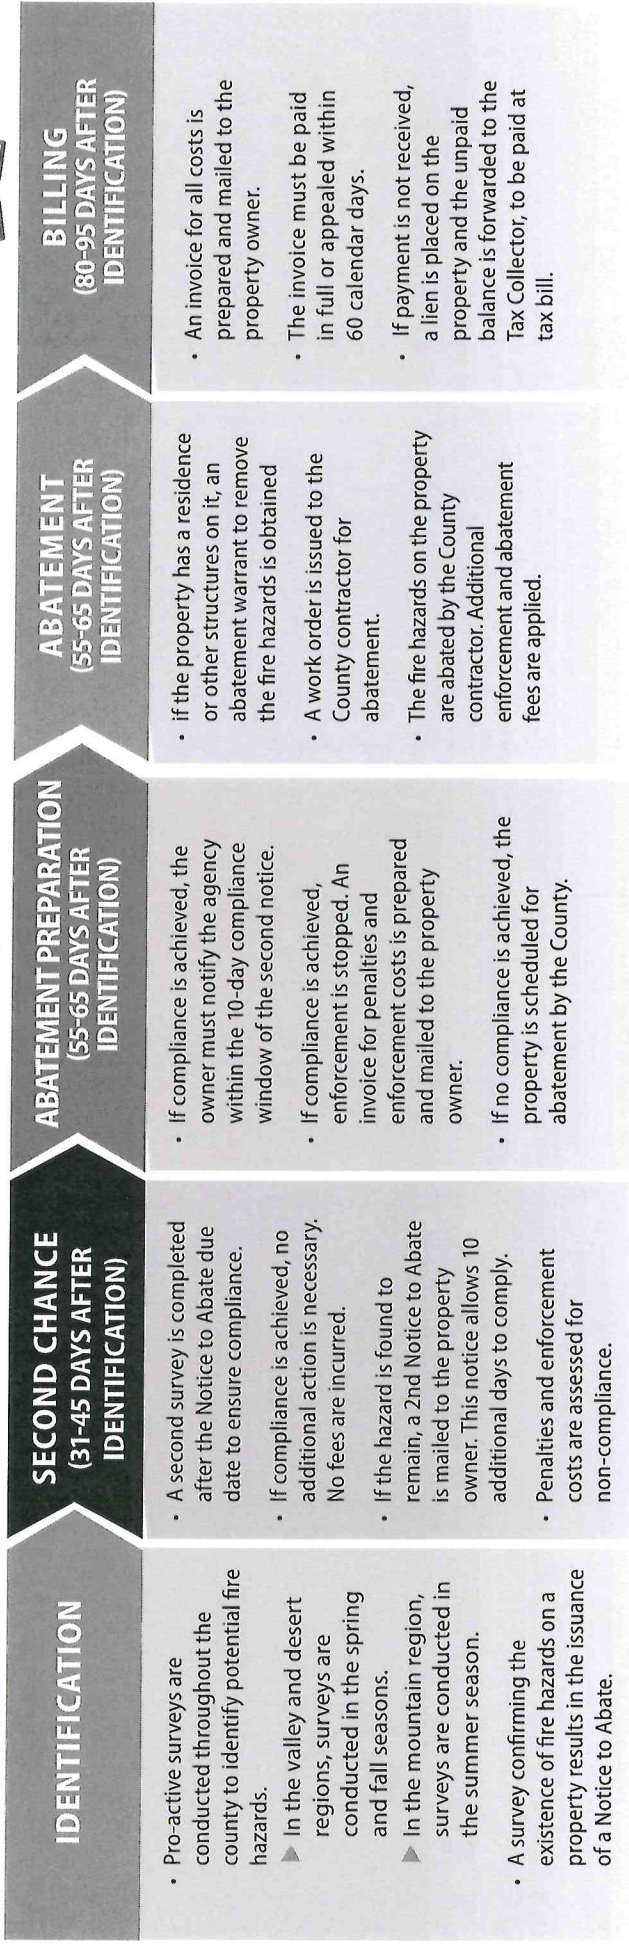 IDENTIFICATION
• Pro-active surveys are
conducted throughout the
county to identify potential fire
hazards.
▶ In the valley and desert
regions, surveys are
conducted in the spring
and fall seasons.
▶ In the mountain region,
surveys are conducted in
the summer season.
• A survey confirming the
existence of fire hazards on a
property results in the issuance
of a Notice to Abate.
SECOND CHANCE
(31-45 DAYS AFTER
IDENTIFICATION)
• A second survey is completed
after the Notice to Abate due
date to ensure compliance.
• If compliance is achieved, no
additional action is necessary.
No fees are incurred.
• If the hazard is found to
remain, a 2nd Notice to Abate
is mailed to the property
owner. This notice allows 10
additional days to comply.
• Penalties and enforcement
costs are assessed for
non-compliance.
ABATEMENT PREPARATION
(55-65 DAYS AFTER
IDENTIFICATION)
• If compliance is achieved, the
owner must notify the agency
within the 10-day compliance
window of the second notice.
• If compliance is achieved,
enforcement is stopped. An
invoice for penalties and
enforcement costs is prepared
and mailed to the property
owner.
• If no compliance is achieved, the
property is scheduled for
abatement by the County.
ABATEMENT
(55-65 DAYS AFTER
IDENTIFICATION)
• if the property has a residence
or other structures on it, an
abatement warrant to remove
the fire hazards is obtained
• A work order is issued to the
County contractor for
abatement.
• The fire hazards on the property
are abated by the County
contractor. Additional
enforcement and abatement
fees are applied.
BILLING
(80-95 DAYS AFTER
IDENTIFICATION)
• An invoice for all costs is
prepared and mailed to the
property owner.
• The invoice must be paid
in full or appealed within
60 calendar days.
• If payment is not received,
a lien is placed on the
property and the unpaid
balance is forwarded to the
Tax Collector, to be paid at
tax bill.